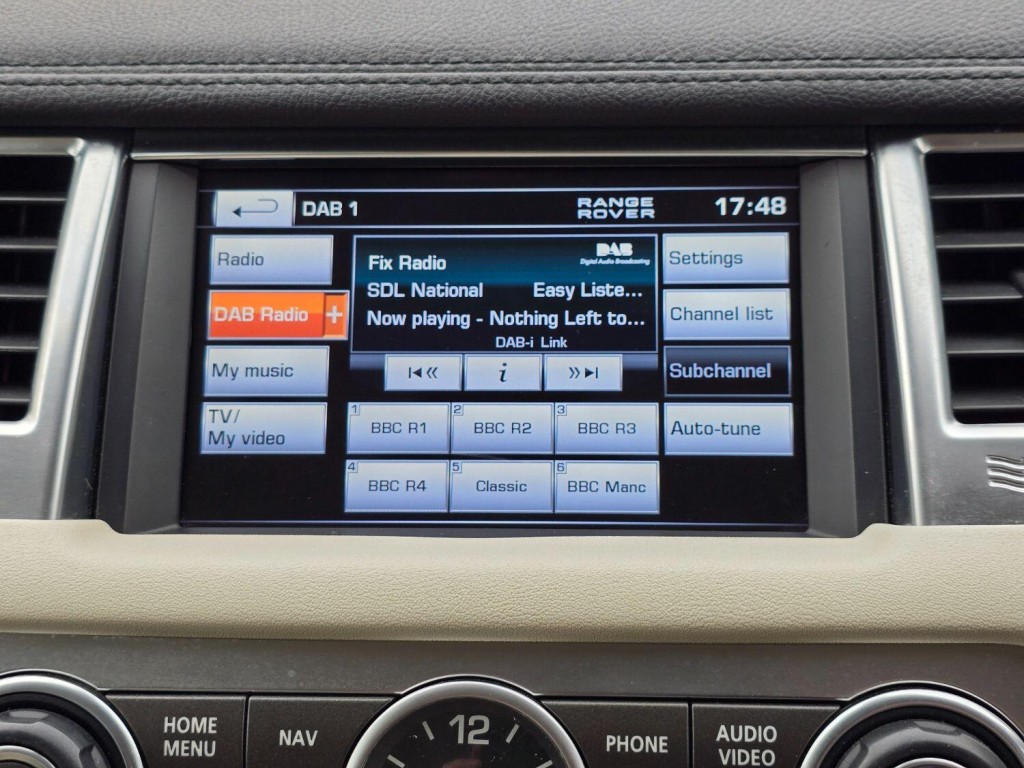 DAB 1
RANGE
ROVER
17:48
Radio
DAB Radio +
My music
TV/
My video
Fix Radio
DAB
Digital Audio Broadcasting
SDL National Easy Liste...
Now playing - Nothing Left to...
DAB-i Link
i
Settings
Channel list
Subchannel
Auto-tune
1 BBC R1
2 BBC R2
3 BBC R3
4 BBC R4
5 Classic
6 BBC Manc
HOME
MENU
NAV
12
PHONE
AUDIO
VIDEO